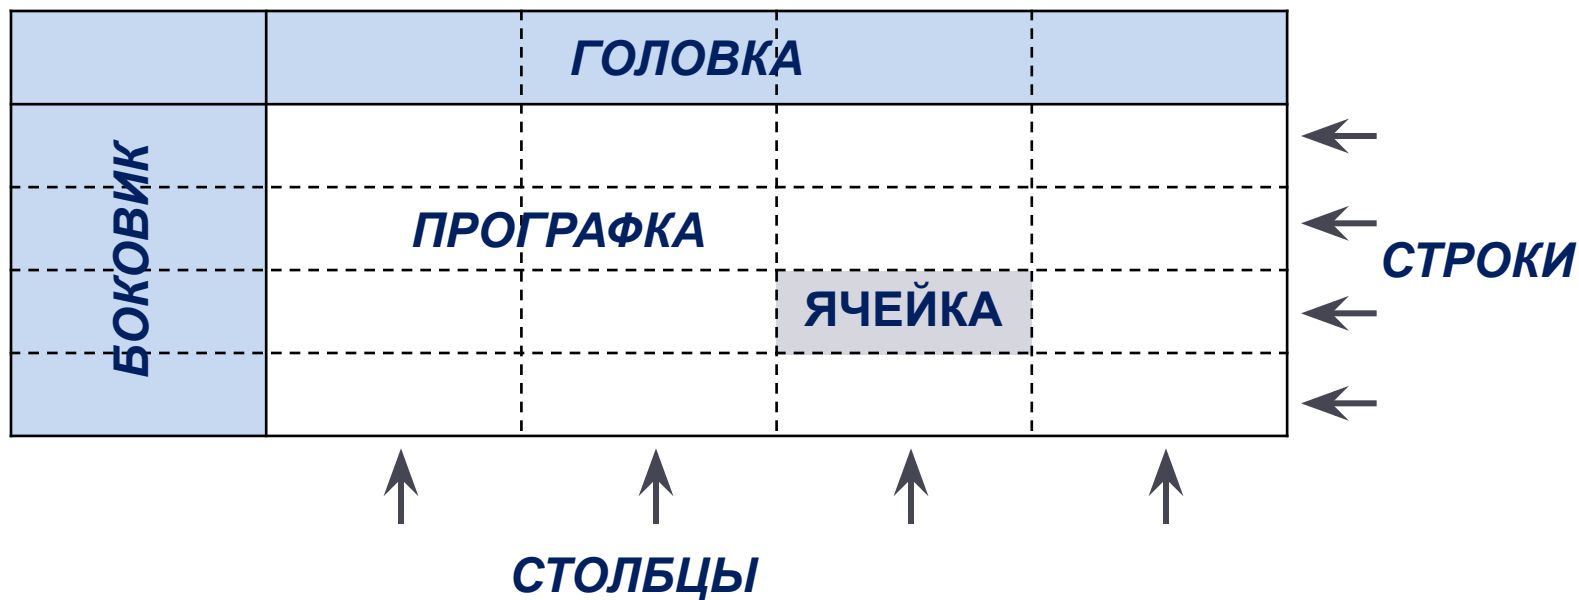 ГОЛОВКА
БОКОВИК
ПРОГРАФКА
СТРОКИ
ЯЧЕЙКА
СТОЛБЦЫ